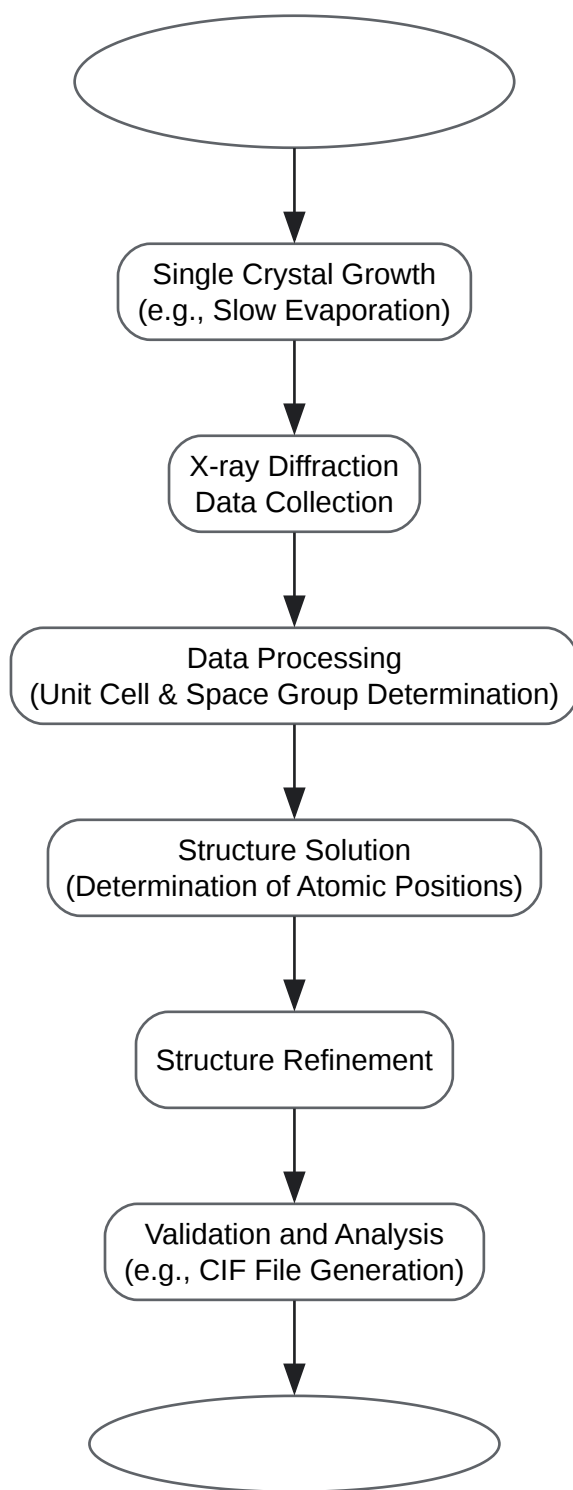 Single Crystal Growth
(e.g., Slow Evaporation)
X-ray Diffraction
Data Collection
Data Processing
(Unit Cell & Space Group Determination)
Structure Solution
(Determination of Atomic Positions)
Structure Refinement
Validation and Analysis
(e.g., CIF File Generation)